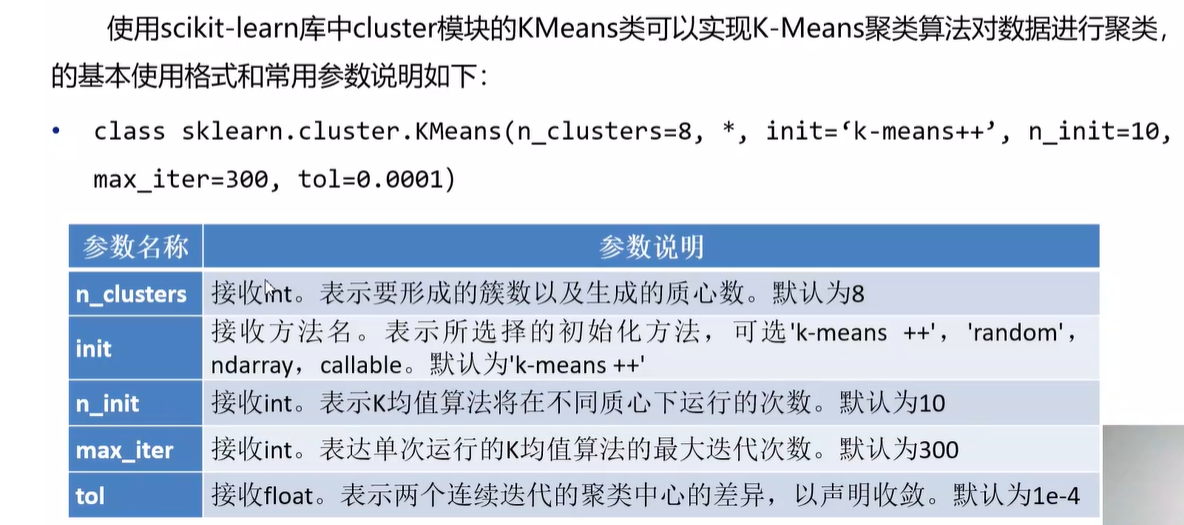 使用scikit-learn库中cluster模块的KMeans类可以实现K-Means聚类算法对数据进行聚类，
的基本使用格式和常用参数说明如下：
• class sklearn.cluster.KMeans(n_clusters=8, *, init=‘k-means++’, n_init=10,
max_iter=300, tol=0.0001)
参数名称 参数说明
n_clusters 接收int。表示要形成的簇数以及生成的质心数。默认为8
init 接收方法名。表示所选择的初始化方法，可选'k-means ++'，'random'，
ndarray，callable。默认为'k-means ++'
n_init 接收int。表示K均值算法将在不同质心下运行的次数。默认为10
max_iter 接收int。表达单次运行的K均值算法的最大迭代次数。默认为300
tol 接收float。表示两个连续迭代的聚类中心的差异，以声明收敛。默认为1e-4